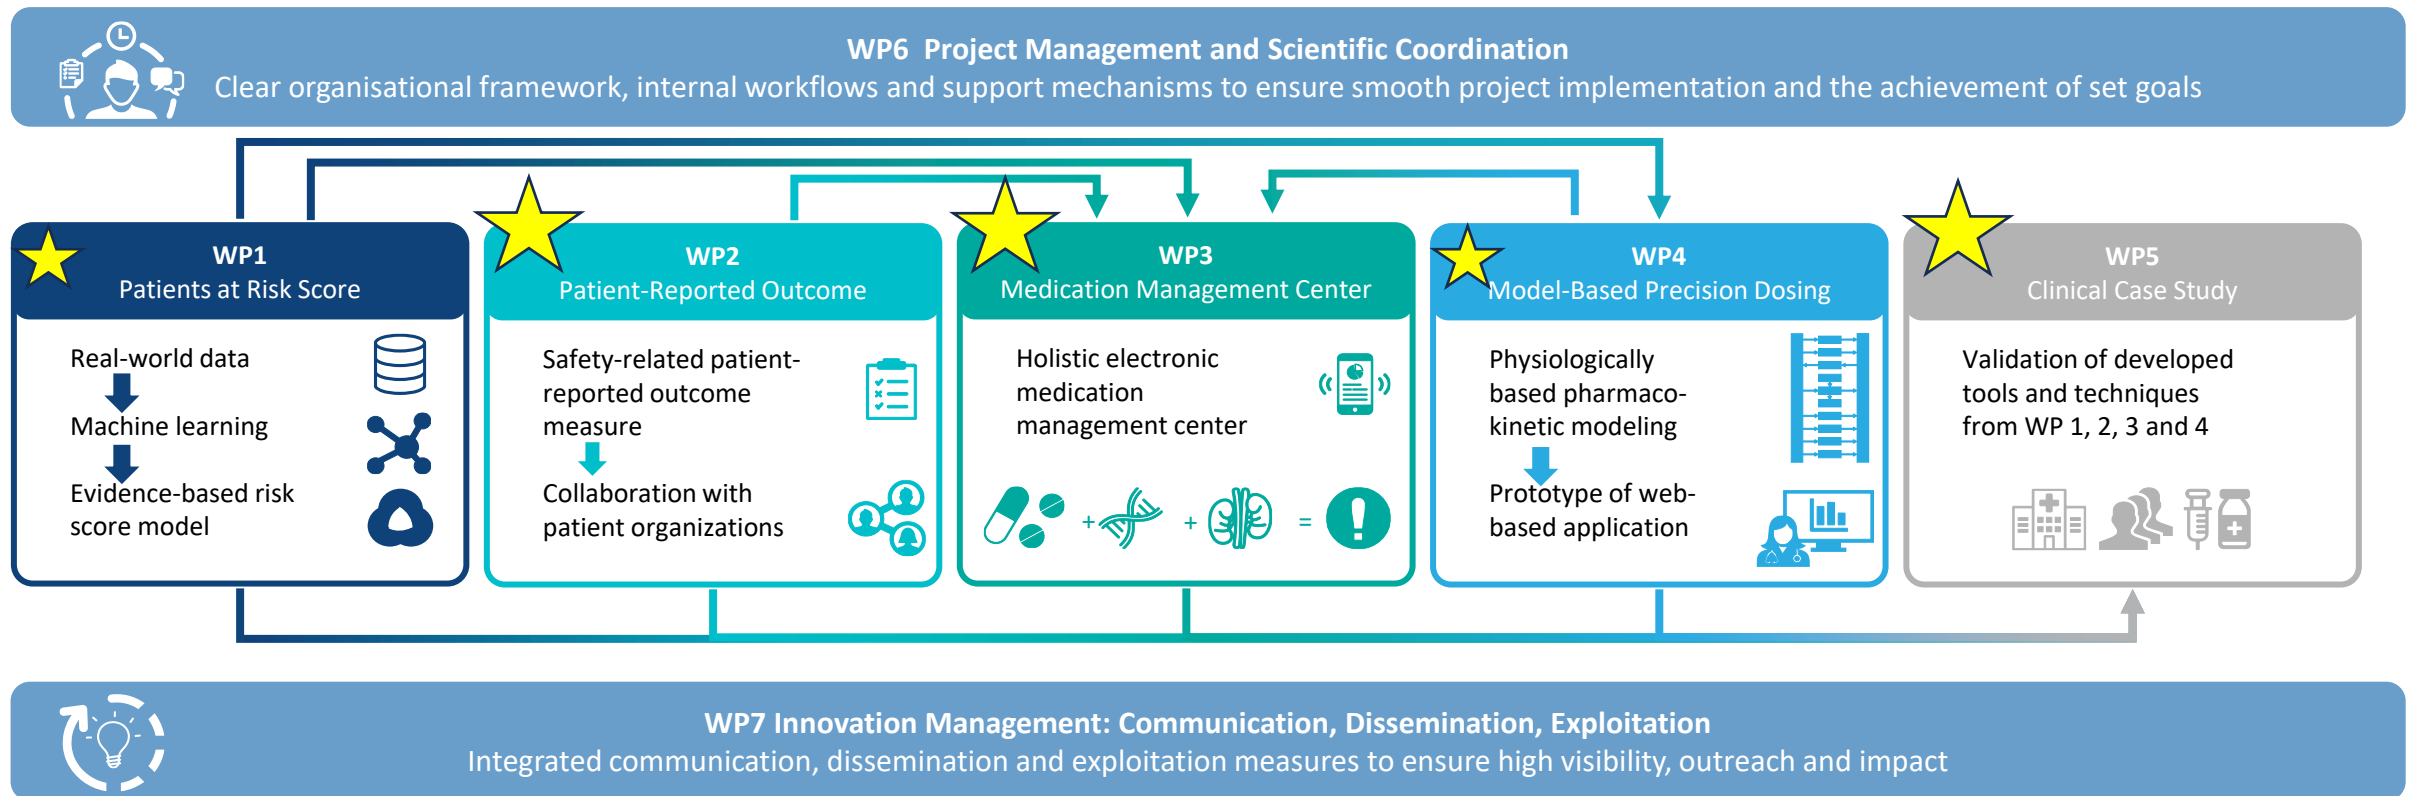 WP6  Project Management and Scientific Coordination
Clear organisational framework, internal workflows and support mechanisms to ensure smooth project implementation and the achievement of set goals
WP1
Patients at Risk Score
Real-world data
Machine learning
Evidence-based risk
score model
WP2
Patient-Reported Outcome
Safety-related patient-
reported outcome
measure
Collaboration with
patient organizations
WP3
Medication Management Center
Holistic electronic
medication
management center
+ + =
WP4
Model-Based Precision Dosing
Physiologically
based pharmaco-
kinetic modeling
Prototype of web-
based application
WP5
Clinical Case Study
Validation of developed
tools and techniques
from WP 1, 2, 3 and 4
WP7 Innovation Management: Communication, Dissemination, Exploitation
Integrated communication, dissemination and exploitation measures to ensure high visibility, outreach and impact